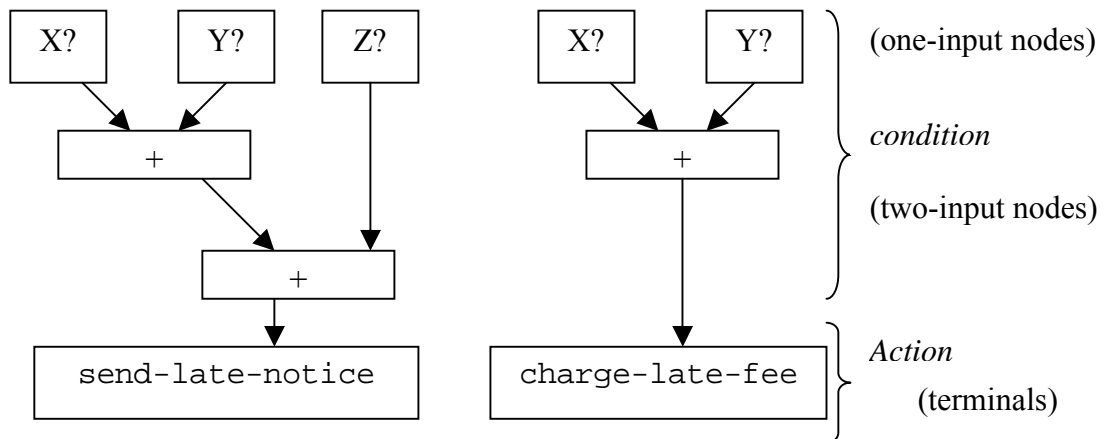 X? Y? Z? X? Y? (one-input nodes)
+ + condition
(two-input nodes)
+
send-late-notice charge-late-fee Action
(terminals)